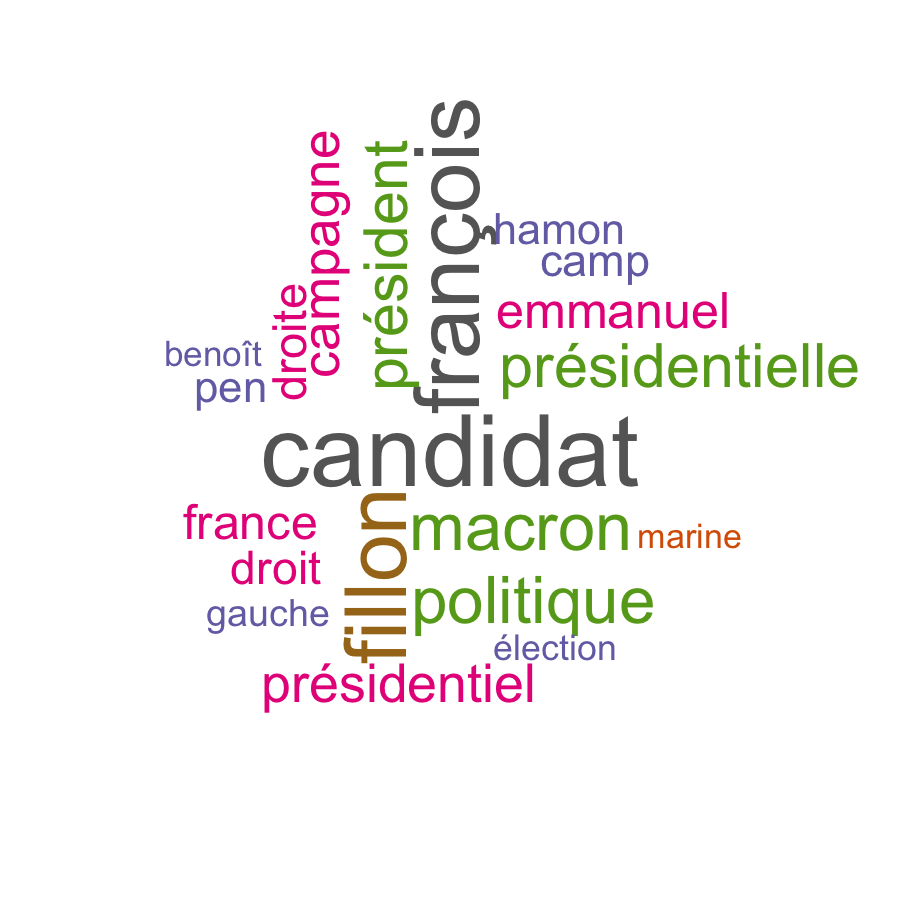 campagne
président
françois
hamon
camp
droite
emmanuel
benoît
pen
présidentielle
candidat
france
fillon
macron
marine
droit
politique
gauche
élection
présidentiel